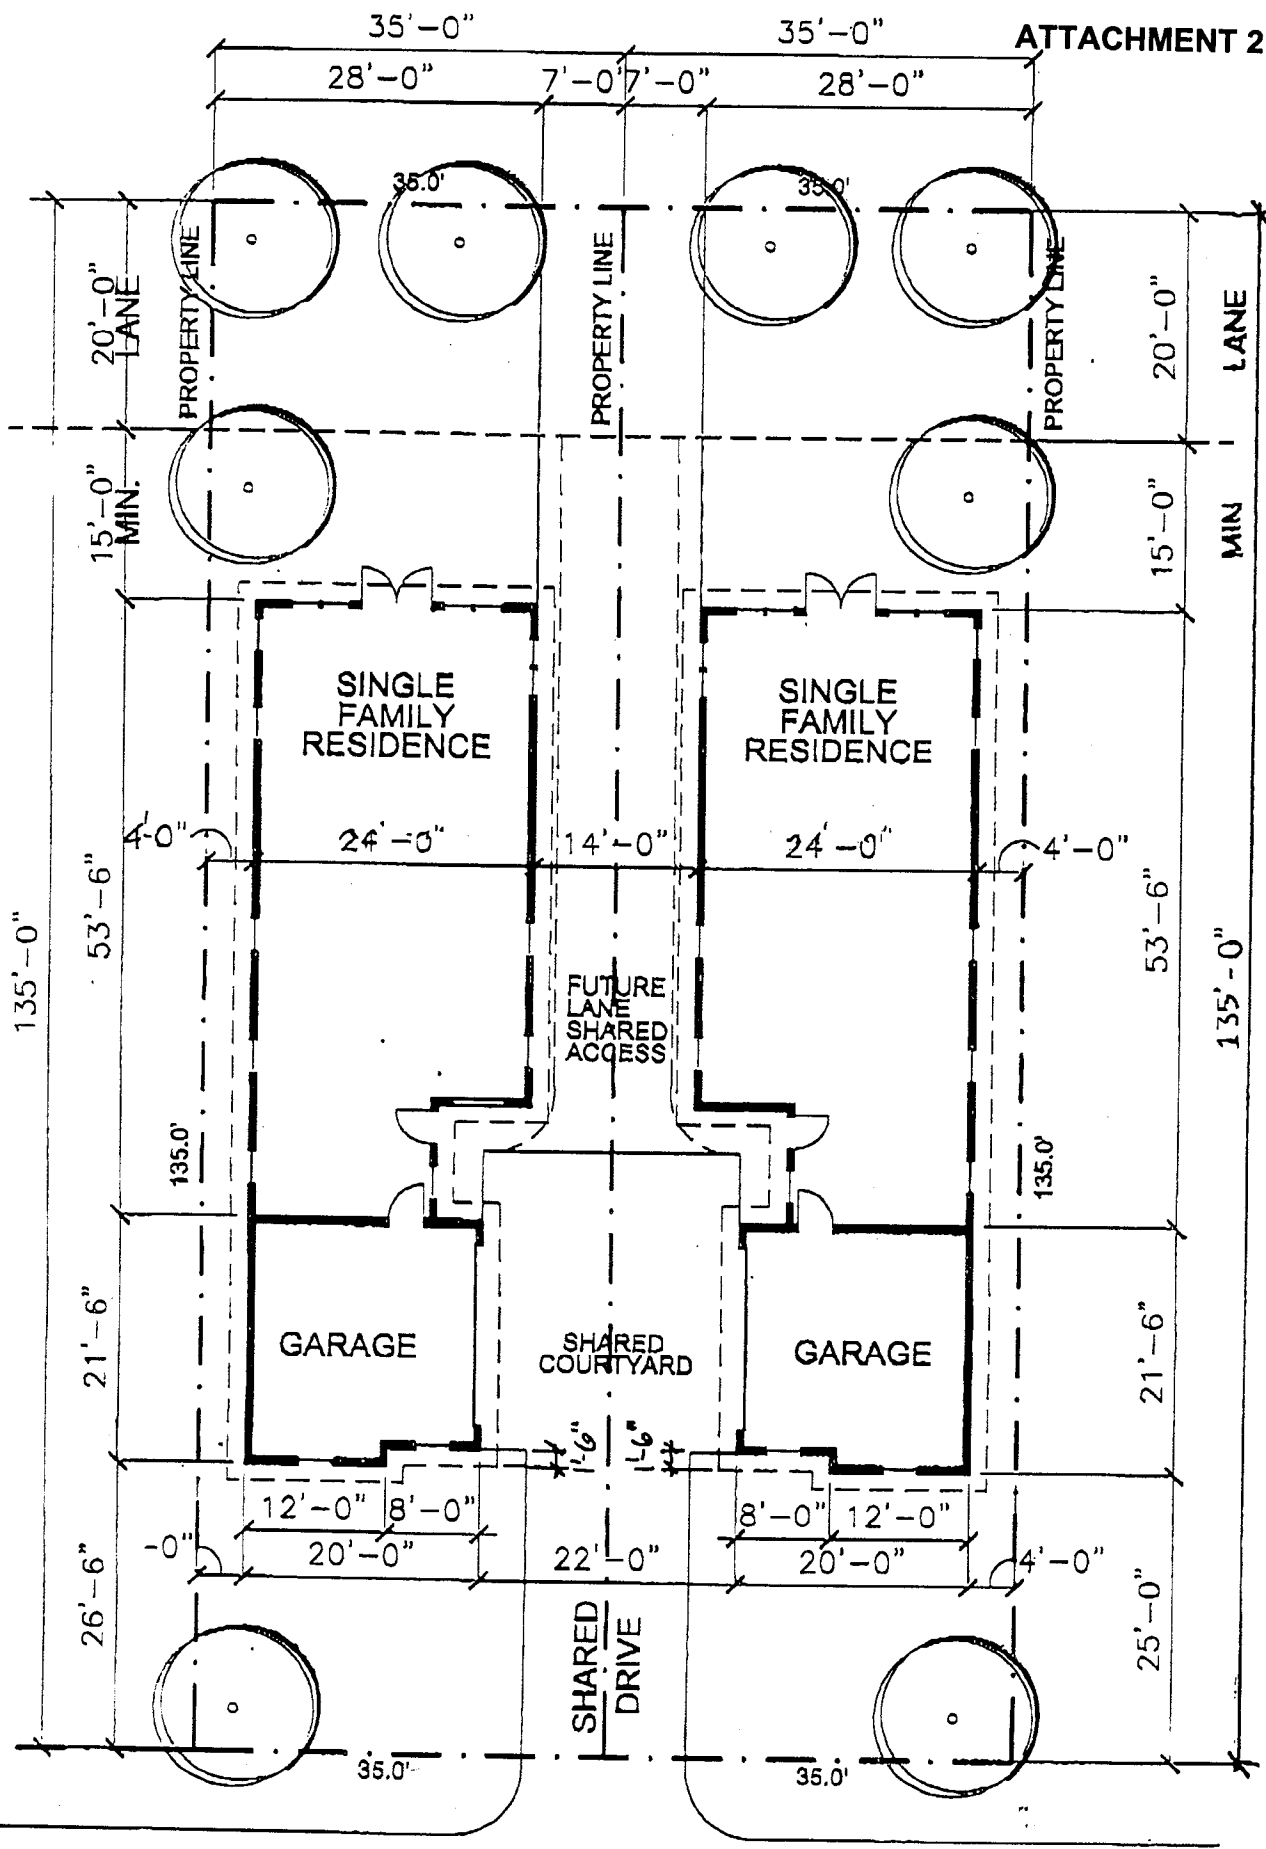 35'-0" 35'-0" ATTACHMENT 2
28'-0" 7'-0" 7'-0" 28'-0"
35.0' 35.0'
20'-0" LANE
PROPERTY LINE
PROPERTY LINE
PROPERTY LINE
20'-0" LANE
15'-0" MIN.
15'-0" MIN
SINGLE
FAMILY
RESIDENCE
SINGLE
FAMILY
RESIDENCE
4'-0" 24'-0" 14'-0" 24'-0" 4'-0"
135'-0"
53'-6"
53'-6"
135'-0"
FUTURE
LANE
SHARED
ACCESS
135.0'
135.0'
21'-6"
GARAGE
SHARED
COURTYARD
GARAGE
21'-6"
1'-6" 1'-6"
12'-0" 8'-0" 8'-0" 12'-0"
-0" 20'-0" 22'-0" 20'-0" 4'-0"
26'-6"
SHARED
DRIVE
25'-0"
35.0' 35.0'